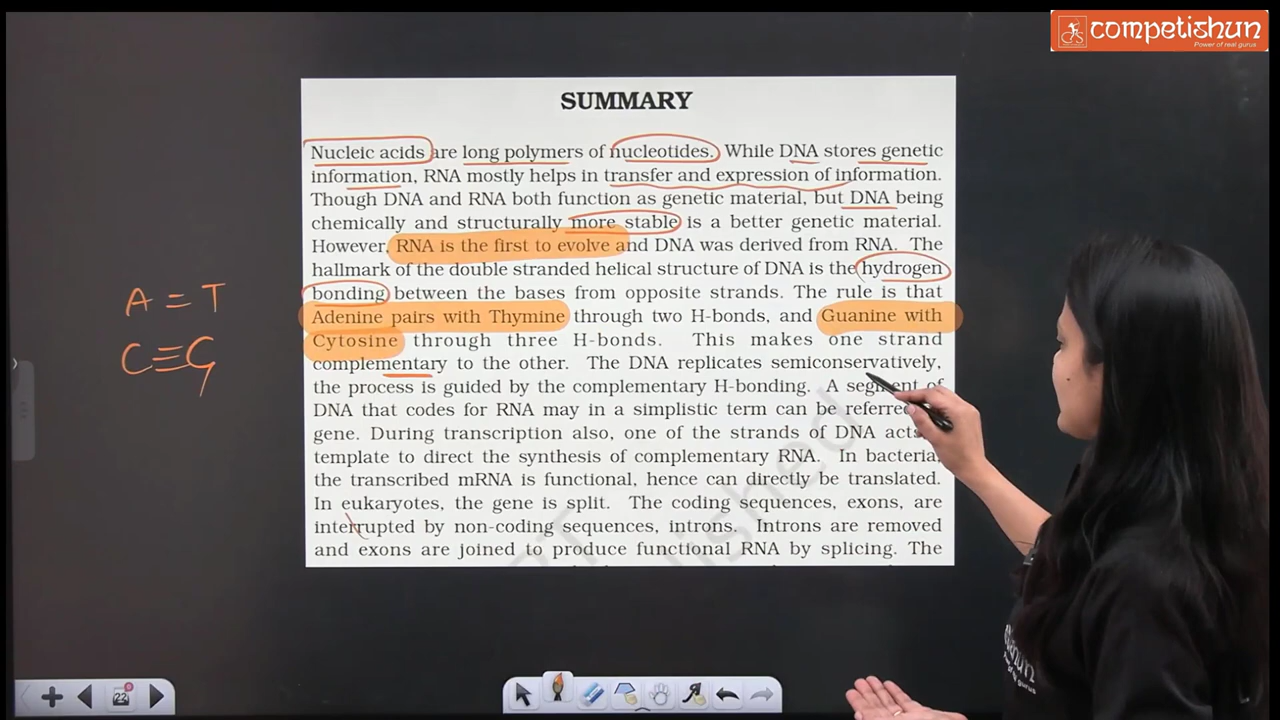 competishun
Power of real gurus
SUMMARY
Nucleic acids are long polymers of nucleotides. While DNA stores genetic
information, RNA mostly helps in transfer and expression of information.
Though DNA and RNA both function as genetic material, but DNA being
chemically and structurally more stable is a better genetic material.
However, RNA is the first to evolve and DNA was derived from RNA. The
hallmark of the double stranded helical structure of DNA is the hydrogen
bonding between the bases from opposite strands. The rule is that
Adenine pairs with Thymine through two H-bonds, and Guanine with
Cytosine through three H-bonds. This makes one strand
complementary to the other. The DNA replicates semiconservatively,
the process is guided by the complementary H-bonding. A segment of
DNA that codes for RNA may in a simplistic term can be referred
gene. During transcription also, one of the strands of DNA acts
template to direct the synthesis of complementary RNA. In bacteria,
the transcribed mRNA is functional, hence can directly be translated.
In eukaryotes, the gene is split. The coding sequences, exons, are
interrupted by non-coding sequences, introns. Introns are removed
and exons are joined to produce functional RNA by splicing. The
A = T
C ≡ G
22